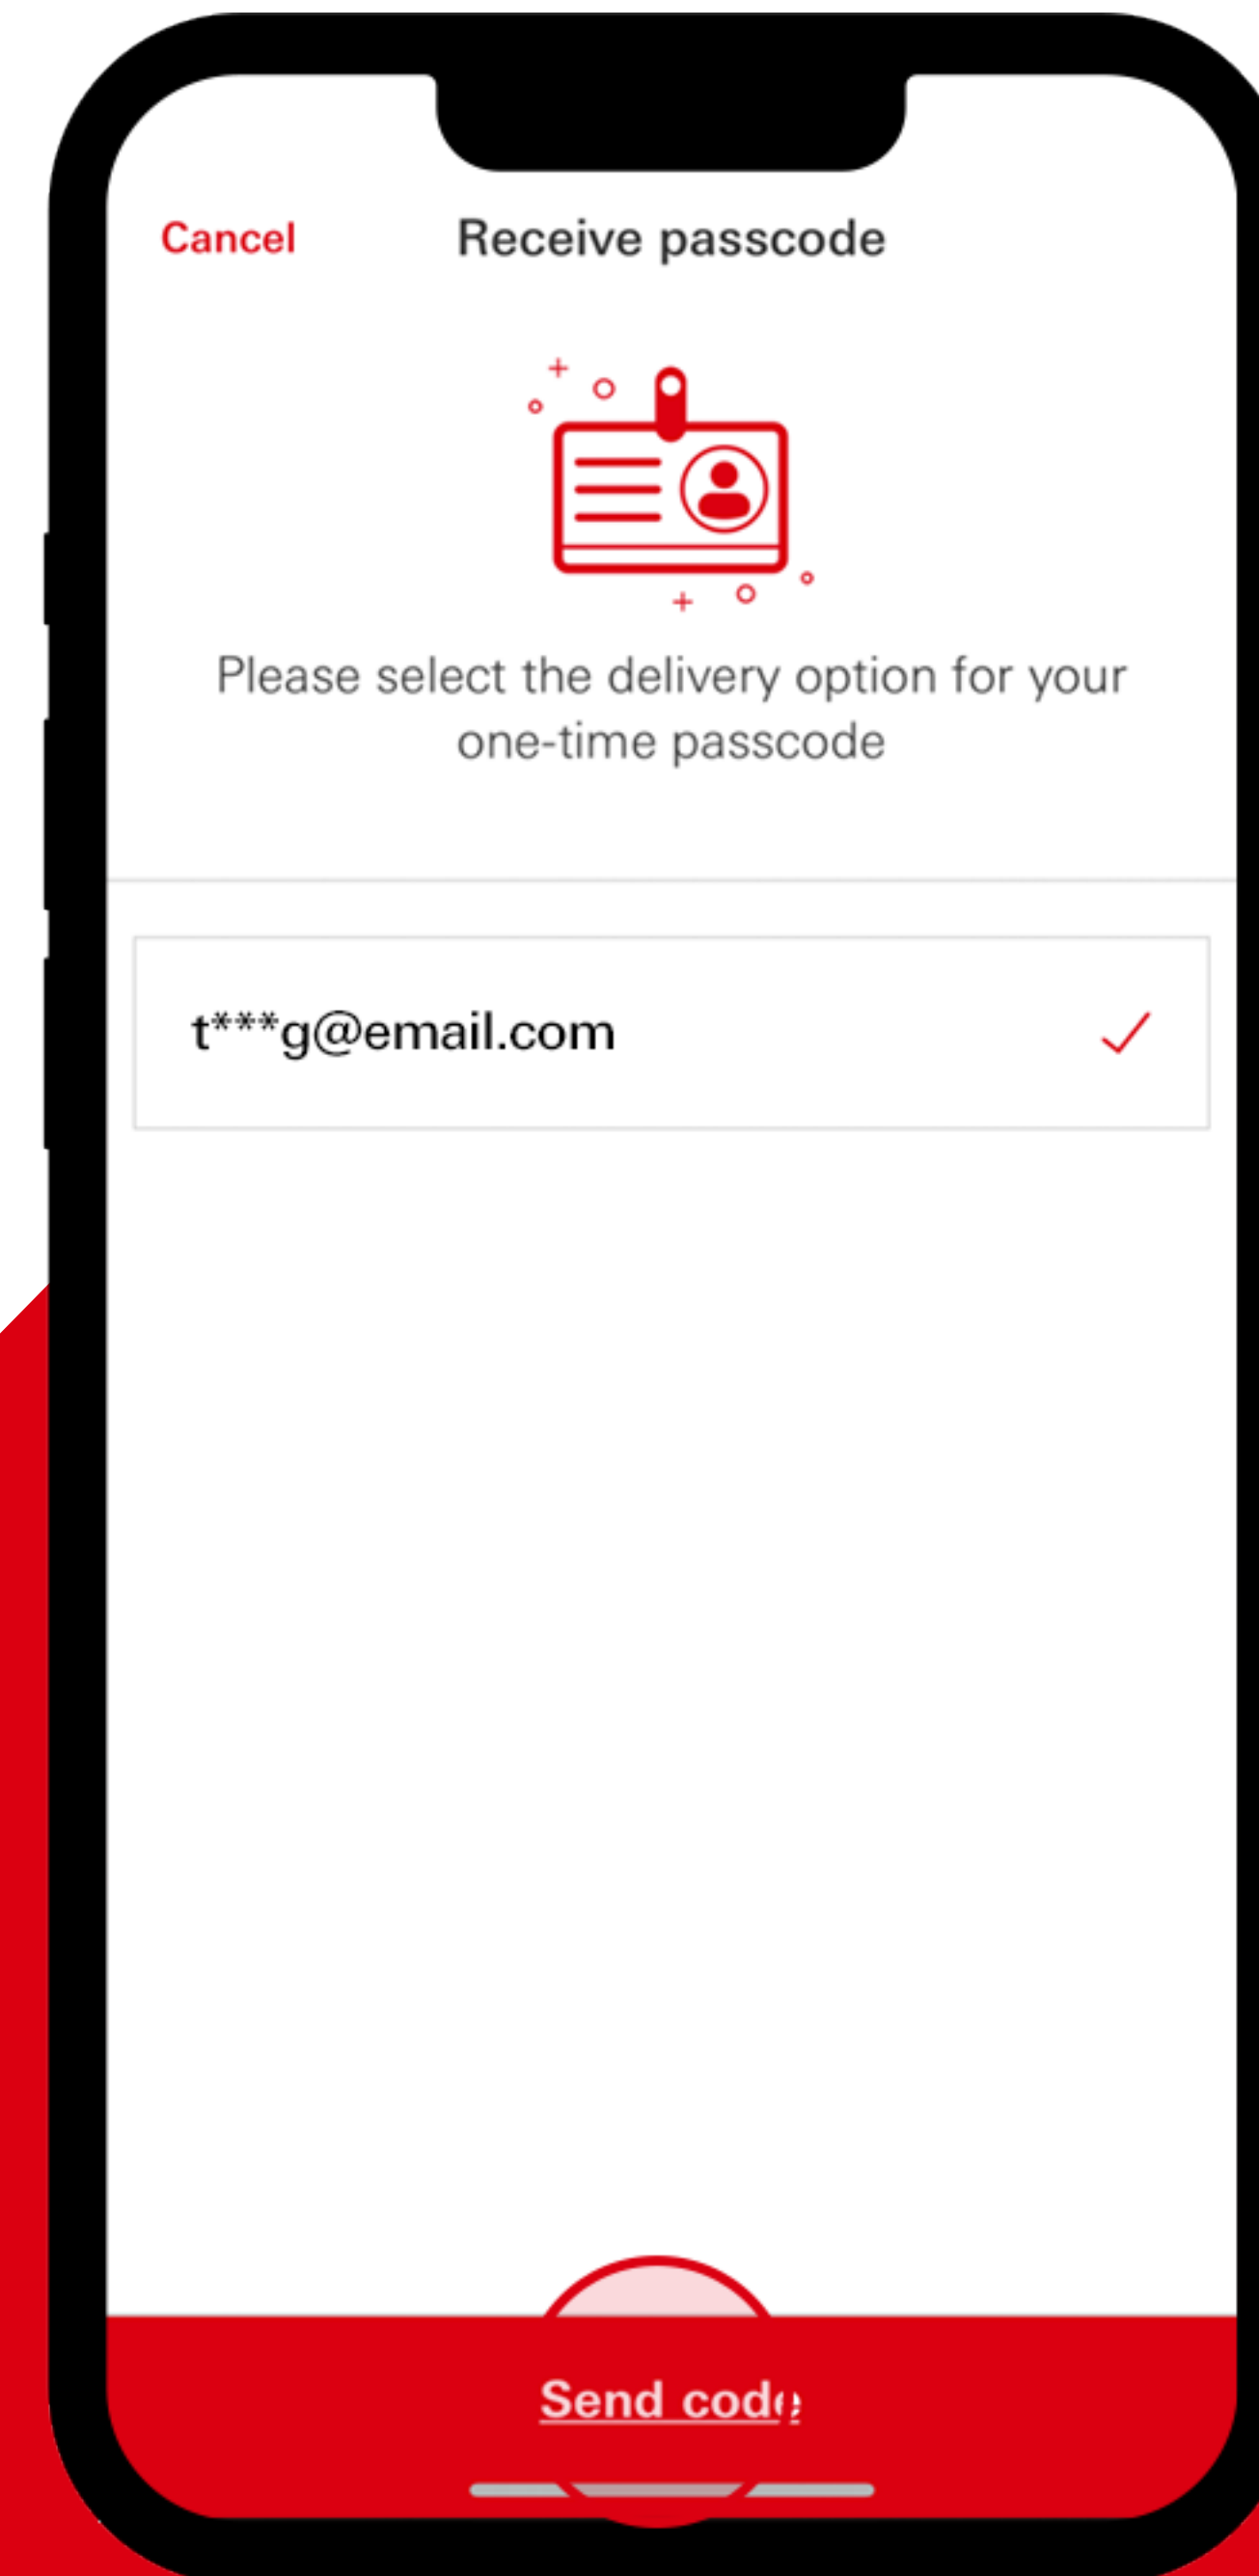 Cancel
Receive passcode
Please select the delivery option for your
one-time passcode
t***g@email.com
Send code